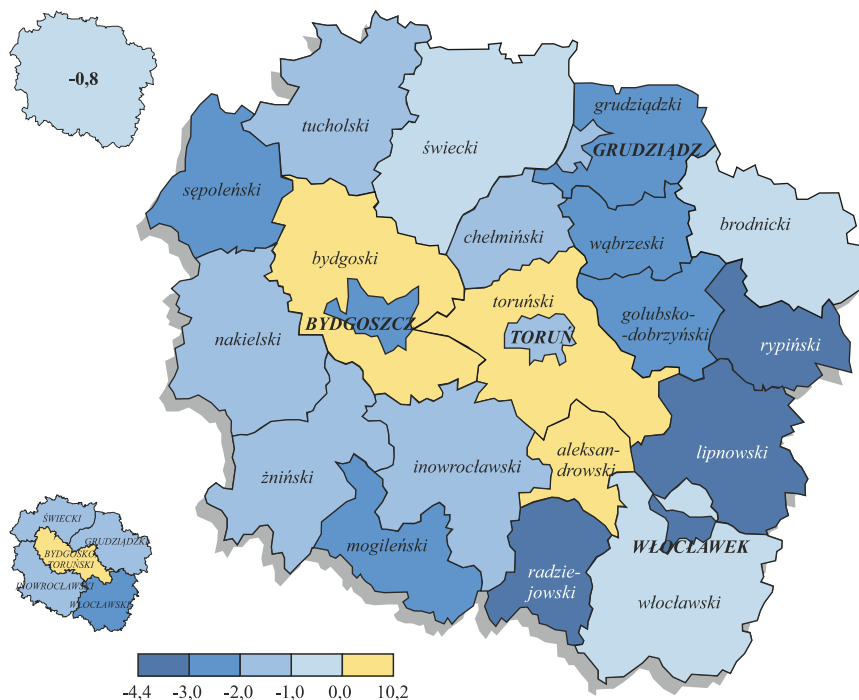 -0,8
grudziądzki
tucholski
GRUDZIĄDZ
świecki
sępoleński
brodnicki
chełmiński
wąbrzeski
bydgoski
toruński
golubsko-
-dobrzyński
BYDGOSZCZ
TORUŃ
nakielski
rypiński
aleksan-
drowski
lipnowski
inowrocławski
żniński
ŚWIECKI
GRUDZIĄDZKI
BYDGOSKO-
TORUŃSKI
INOWROCŁAWSKI
WŁOCŁAWSKI
mogileński
WŁOCŁAWEK
radzie-
jowski
włocławski
-4,4 -3,0 -2,0 -1,0 0,0 10,2